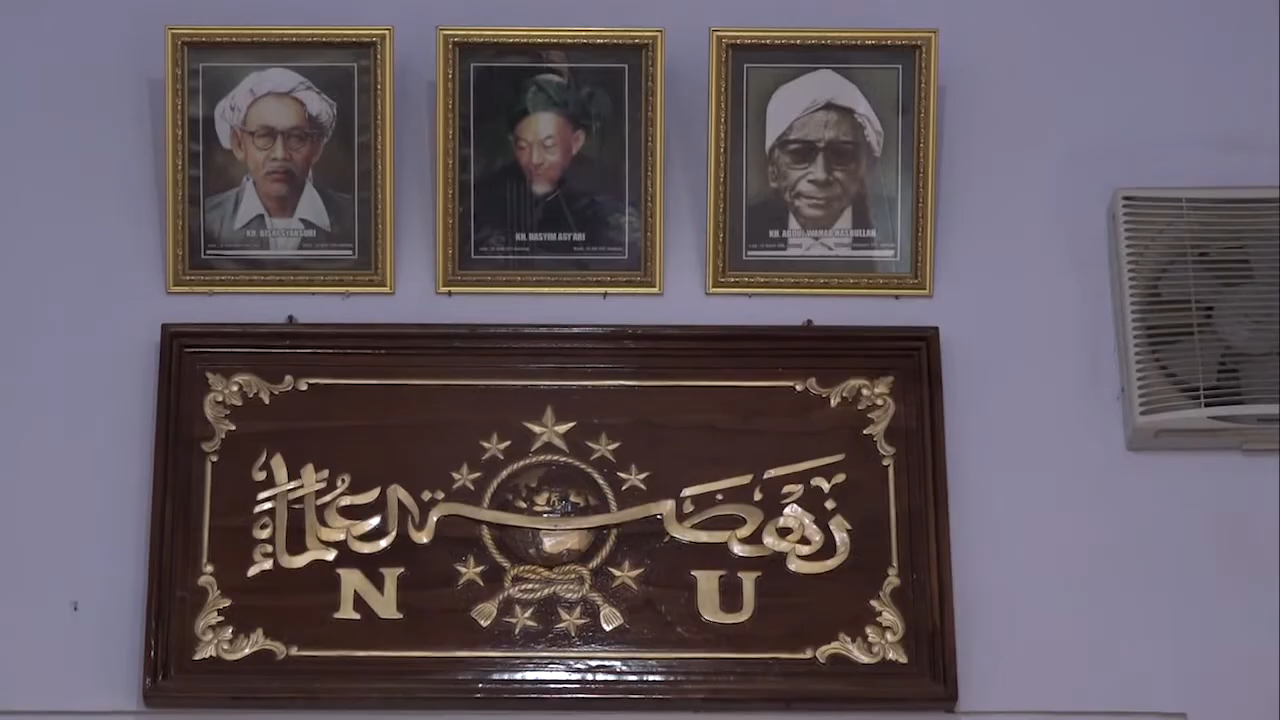 KH. BISRI SYANSURI
KH. HASYIM ASY'ARI
KH. ABDUL WAHAB HASBULLAH
نهضة العلماء
N U